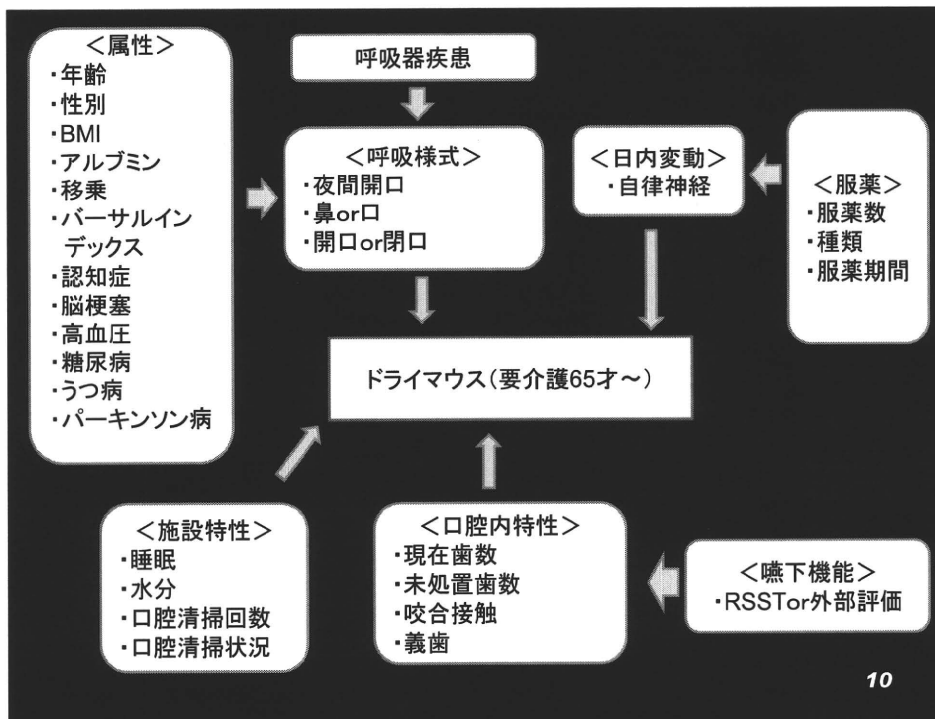 <属性>
・年齢
・性別
・BMI
・アルブミン
・移乗
・バーサルイン
デックス
・認知症
・脳梗塞
・高血圧
・糖尿病
・うつ病
・パーキンソン病
呼吸器疾患
<呼吸様式>
・夜間開口
・鼻or口
・開口or閉口
<日内変動>
・自律神経
<服薬>
・服薬数
・種類
・服薬期間
ドライマウス(要介護65才～)
<施設特性>
・睡眠
・水分
・口腔清掃回数
・口腔清掃状況
<口腔内特性>
・現在歯数
・未処置歯数
・咬合接触
・義歯
<嚥下機能>
・RSSTor外部評価
10